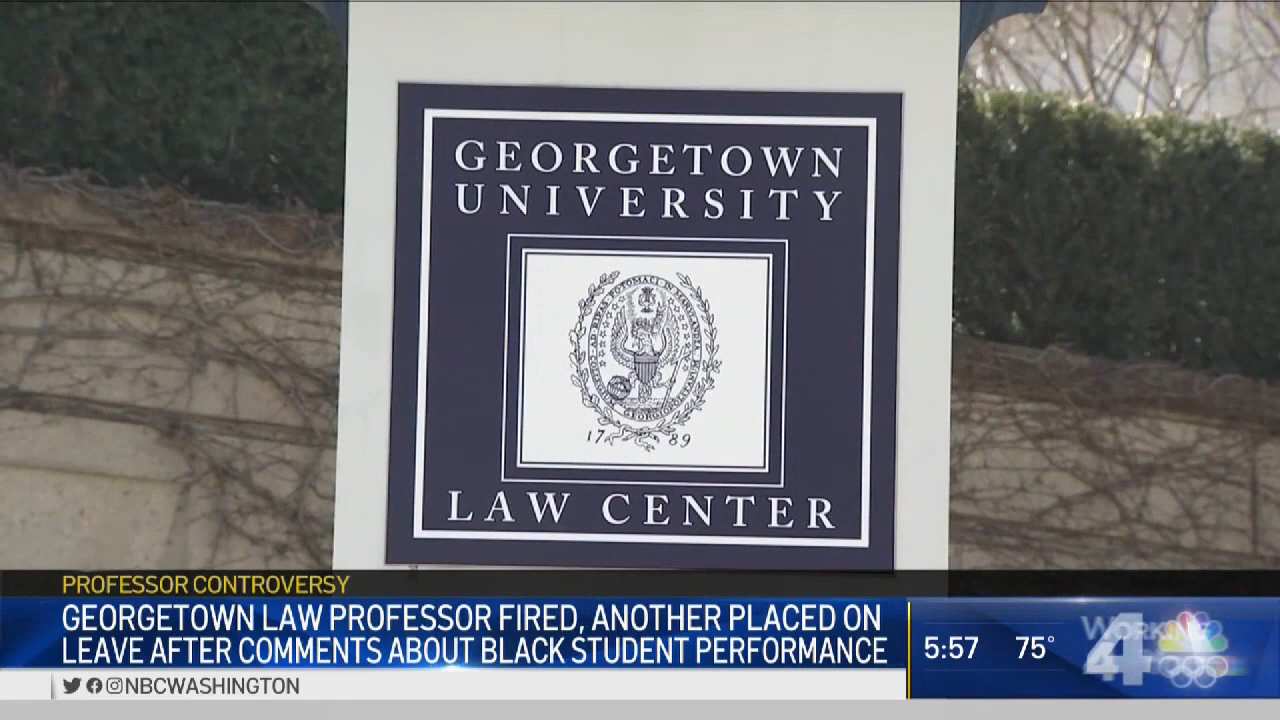 GEORGETOWN
UNIVERSITY
17 89
LAW CENTER
PROFESSOR CONTROVERSY
GEORGETOWN LAW PROFESSOR FIRED, ANOTHER PLACED ON
LEAVE AFTER COMMENTS ABOUT BLACK STUDENT PERFORMANCE
5:57 75°
4
NBCWASHINGTON